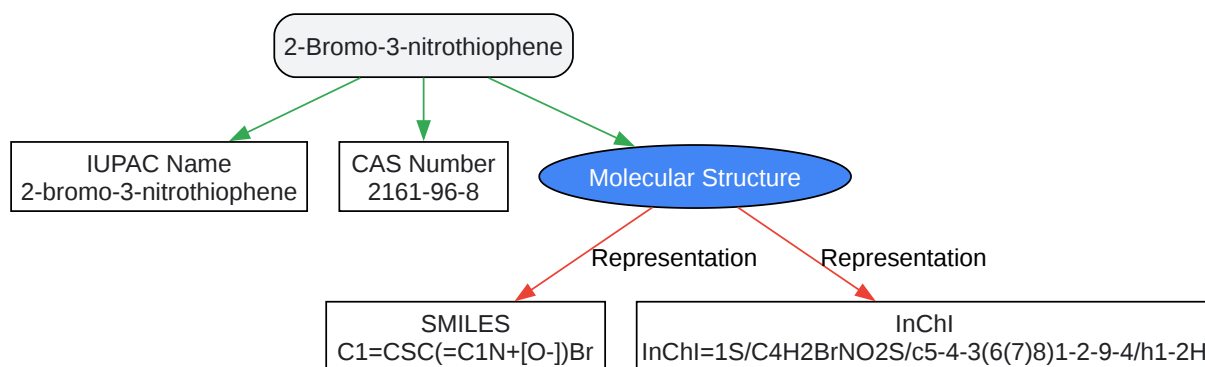 2-Bromo-3-nitrothiophene
IUPAC Name
2-bromo-3-nitrothiophene
CAS Number
2161-96-8
Molecular Structure
Representation
Representation
SMILES
C1=CSC(=C1N+[O-])Br
InChI
InChI=1S/C4H2BrNO2S/c5-4-3(6(7)8)1-2-9-4/h1-2H